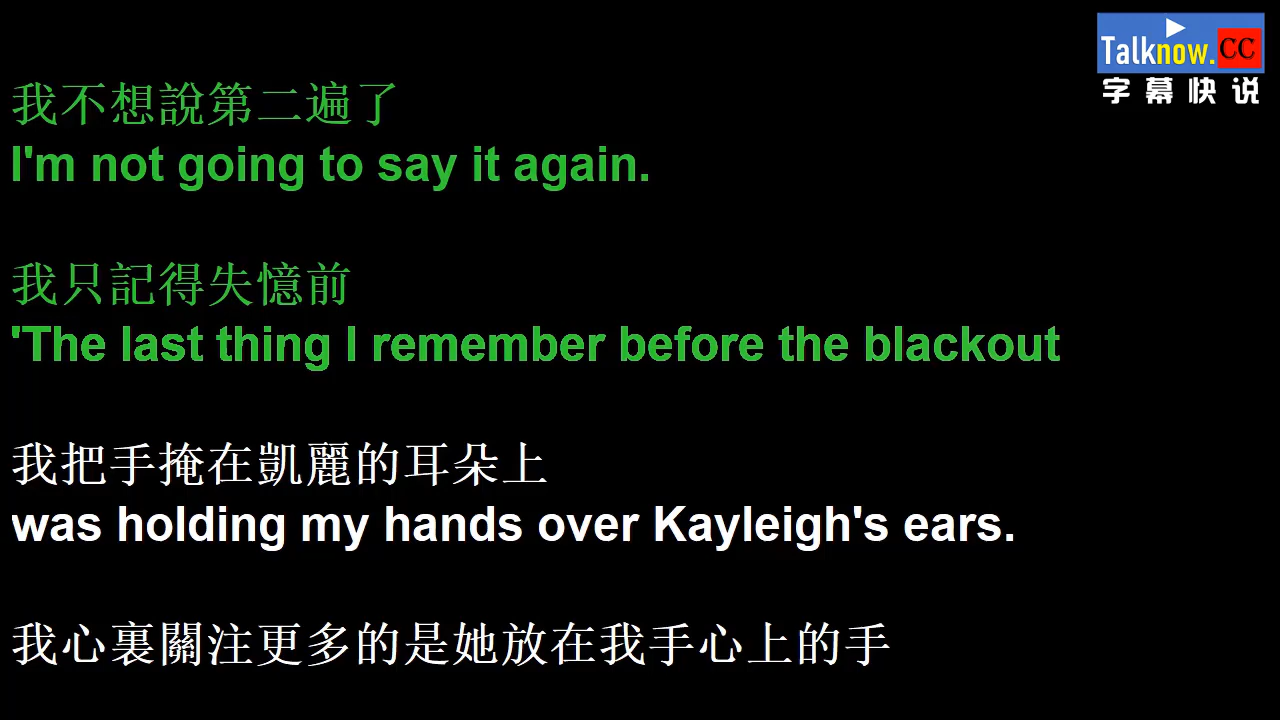 Talknow.CC
字幕快说
我不想說第二遍了
I'm not going to say it again.
我只記得失憶前
'The last thing I remember before the blackout
我把手掩在凱麗的耳朵上
was holding my hands over Kayleigh's ears.
我心裏關注更多的是她放在我手心上的手